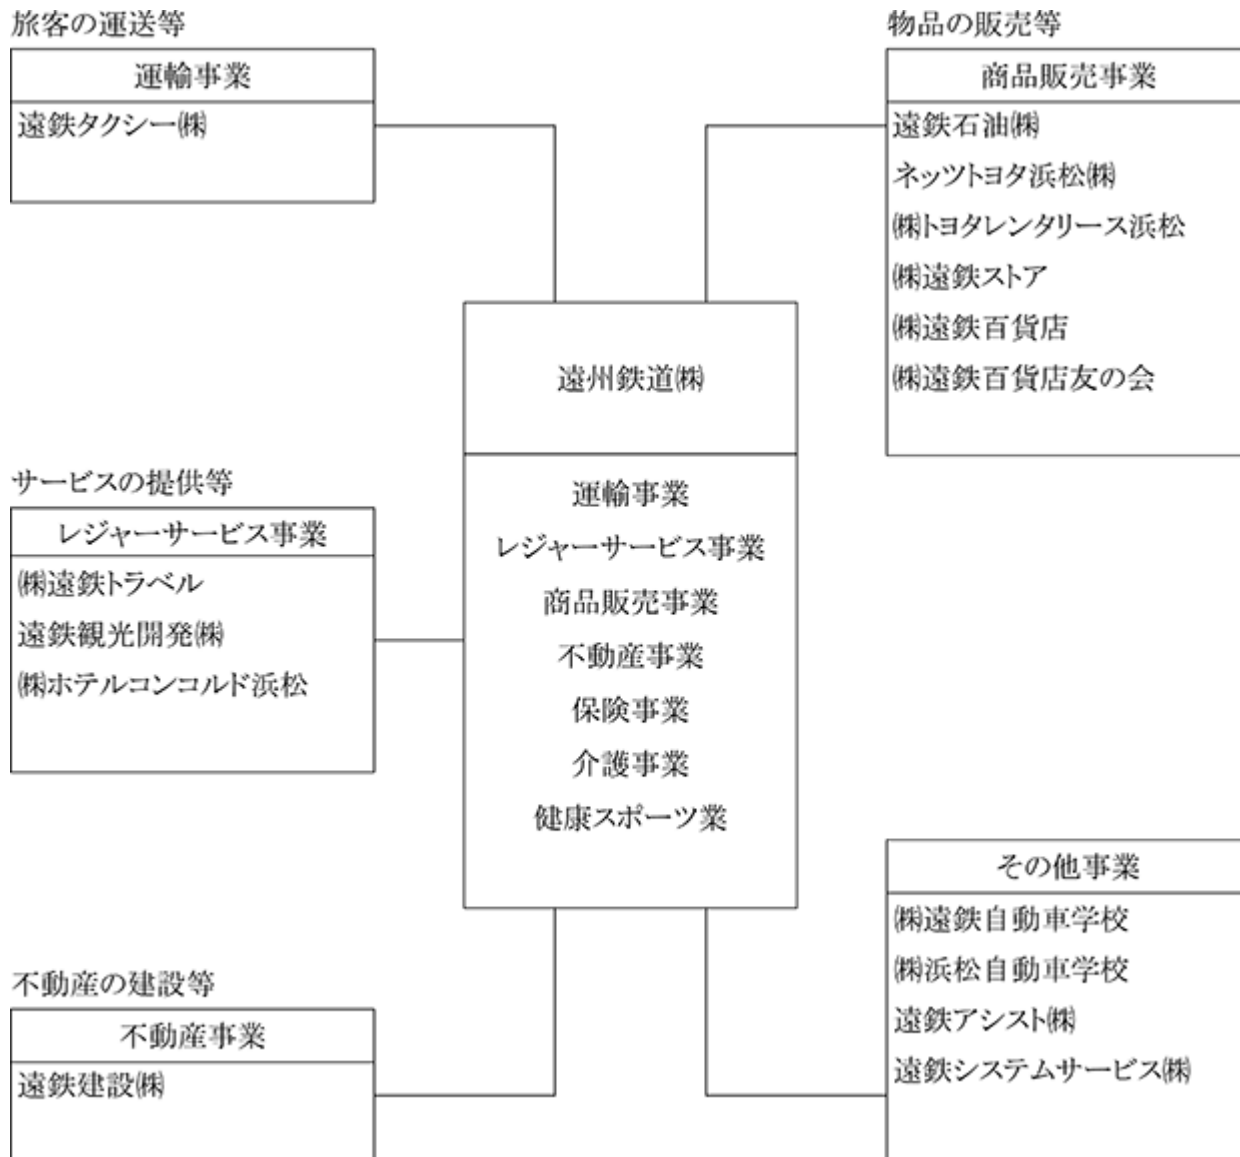 旅客の運送等
運輸事業
遠鉄タクシー㈱
物品の販売等
商品販売事業
遠鉄石油㈱
ネッツトヨタ浜松㈱
㈱トヨタレンタリース浜松
㈱遠鉄ストア
㈱遠鉄百貨店
㈱遠鉄百貨店友の会
遠州鉄道㈱
運輸事業
レジャーサービス事業
商品販売事業
不動産事業
保険事業
介護事業
健康スポーツ業
サービスの提供等
レジャーサービス事業
㈱遠鉄トラベル
遠鉄観光開発㈱
㈱ホテルコンコルド浜松
不動産の建設等
不動産事業
遠鉄建設㈱
その他事業
㈱遠鉄自動車学校
㈱浜松自動車学校
遠鉄アシスト㈱
遠鉄システムサービス㈱